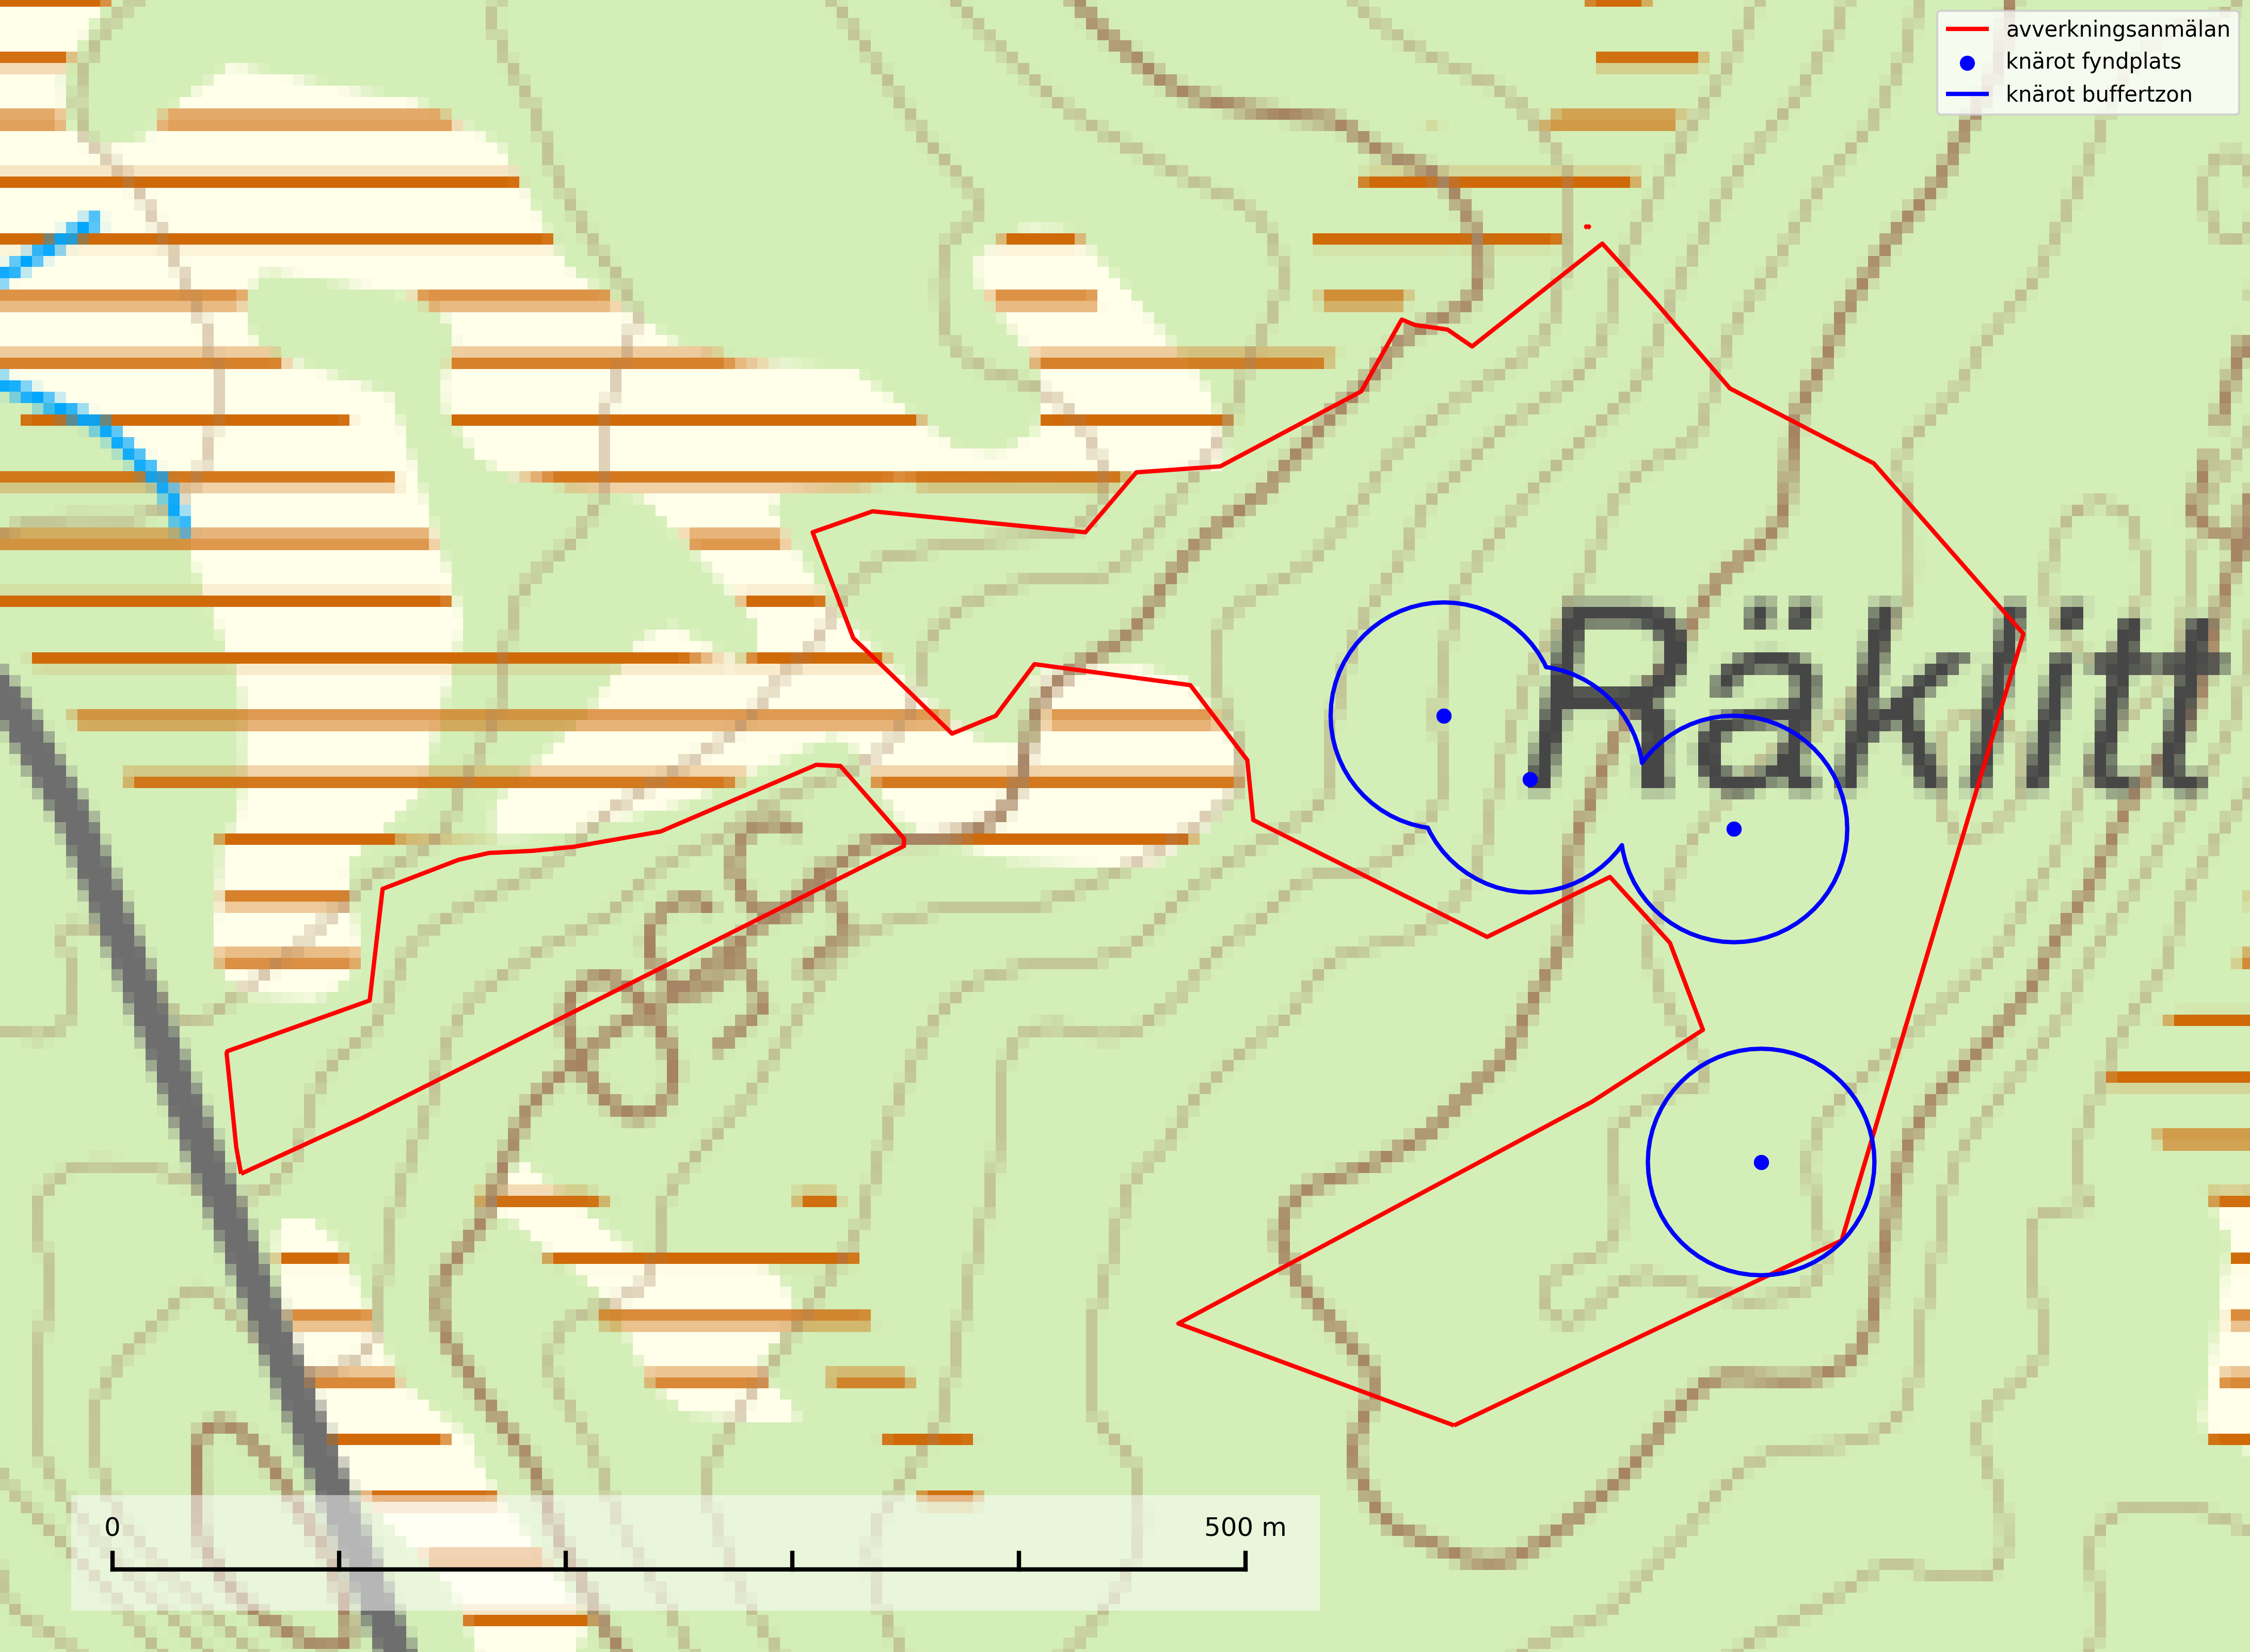 avverkningsanmälan
knärot fyndplats
knärot buffertzon
Räklitt
0 500 m